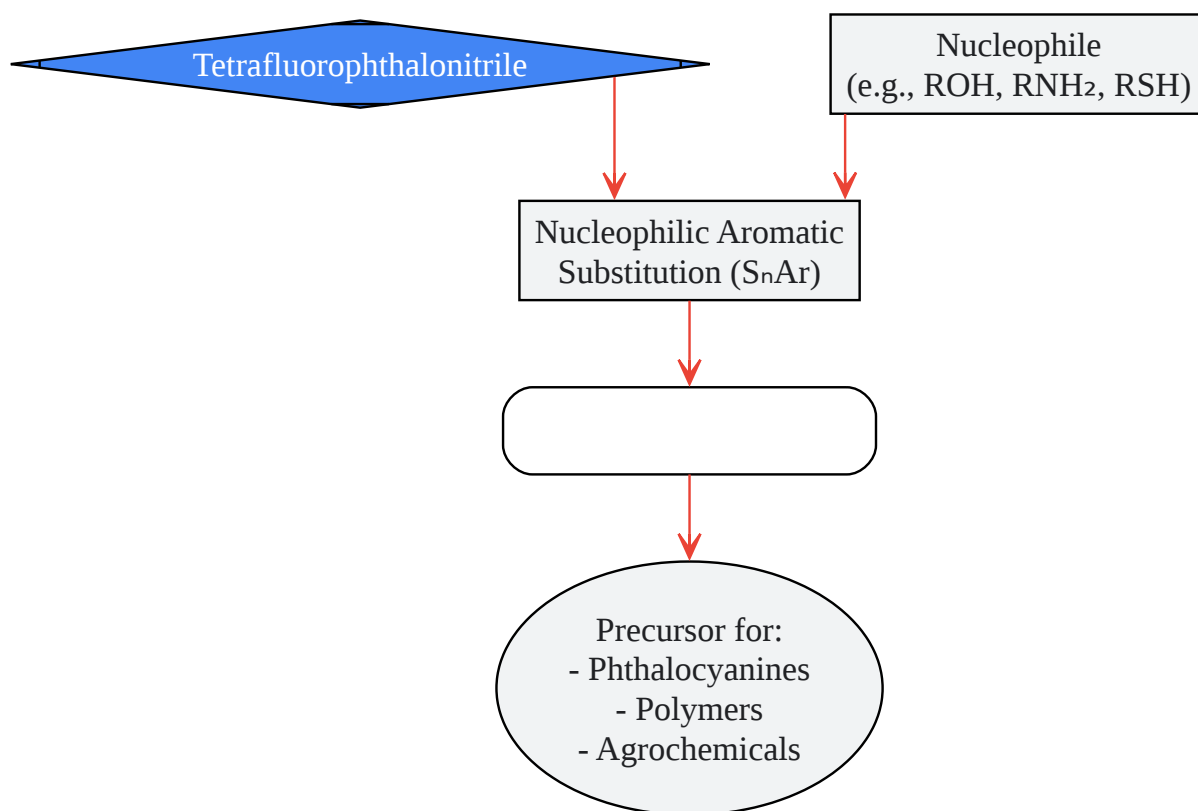 Tetrafluorophthalonitrile
Nucleophile
(e.g., ROH, RNH₂, RSH)
Nucleophilic Aromatic
Substitution (SₙAr)
Precursor for:
- Phthalocyanines
- Polymers
- Agrochemicals